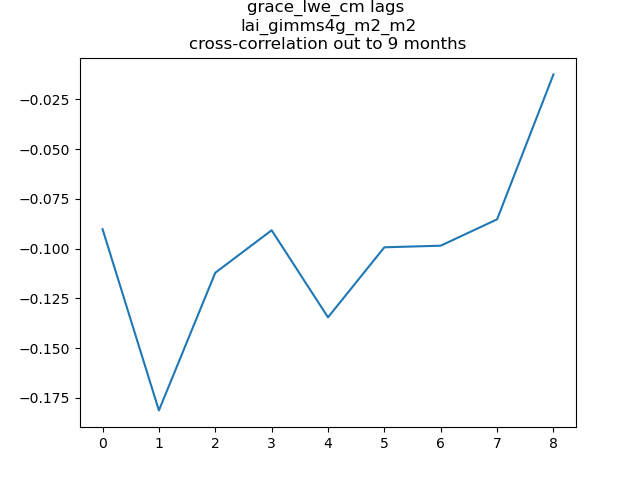 grace_lwe_cm lags
lai_gimms4g_m2_m2
cross-correlation out to 9 months
−0.025
−0.050
−0.075
−0.100
−0.125
−0.150
−0.175
0 1 2 3 4 5 6 7 8